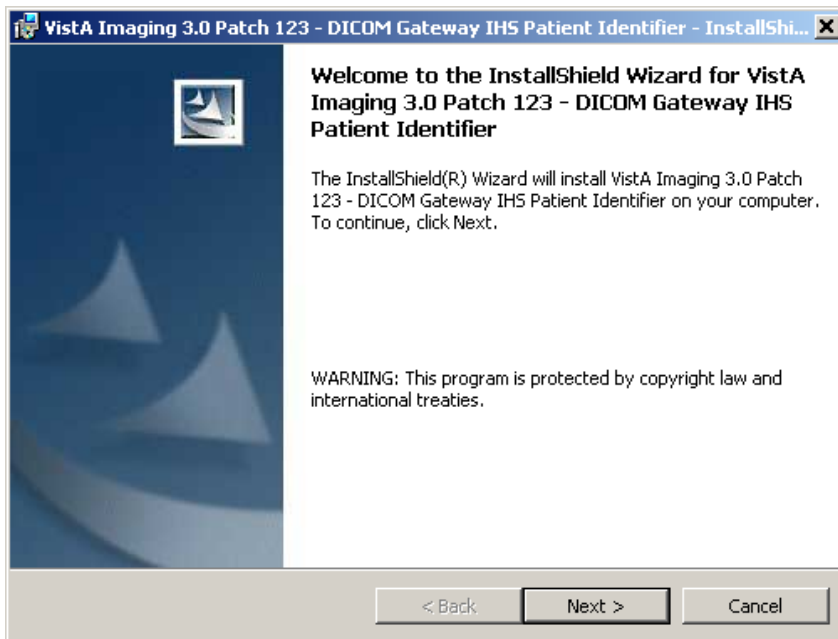 VistA Imaging 3.0 Patch 123 - DICOM Gateway IHS Patient Identifier - InstallShi...
Welcome to the InstallShield Wizard for VistA
Imaging 3.0 Patch 123 - DICOM Gateway IHS
Patient Identifier
The InstallShield(R) Wizard will install VistA Imaging 3.0 Patch
123 - DICOM Gateway IHS Patient Identifier on your computer.
To continue, click Next.
WARNING: This program is protected by copyright law and
international treaties.
< Back
Next >
Cancel